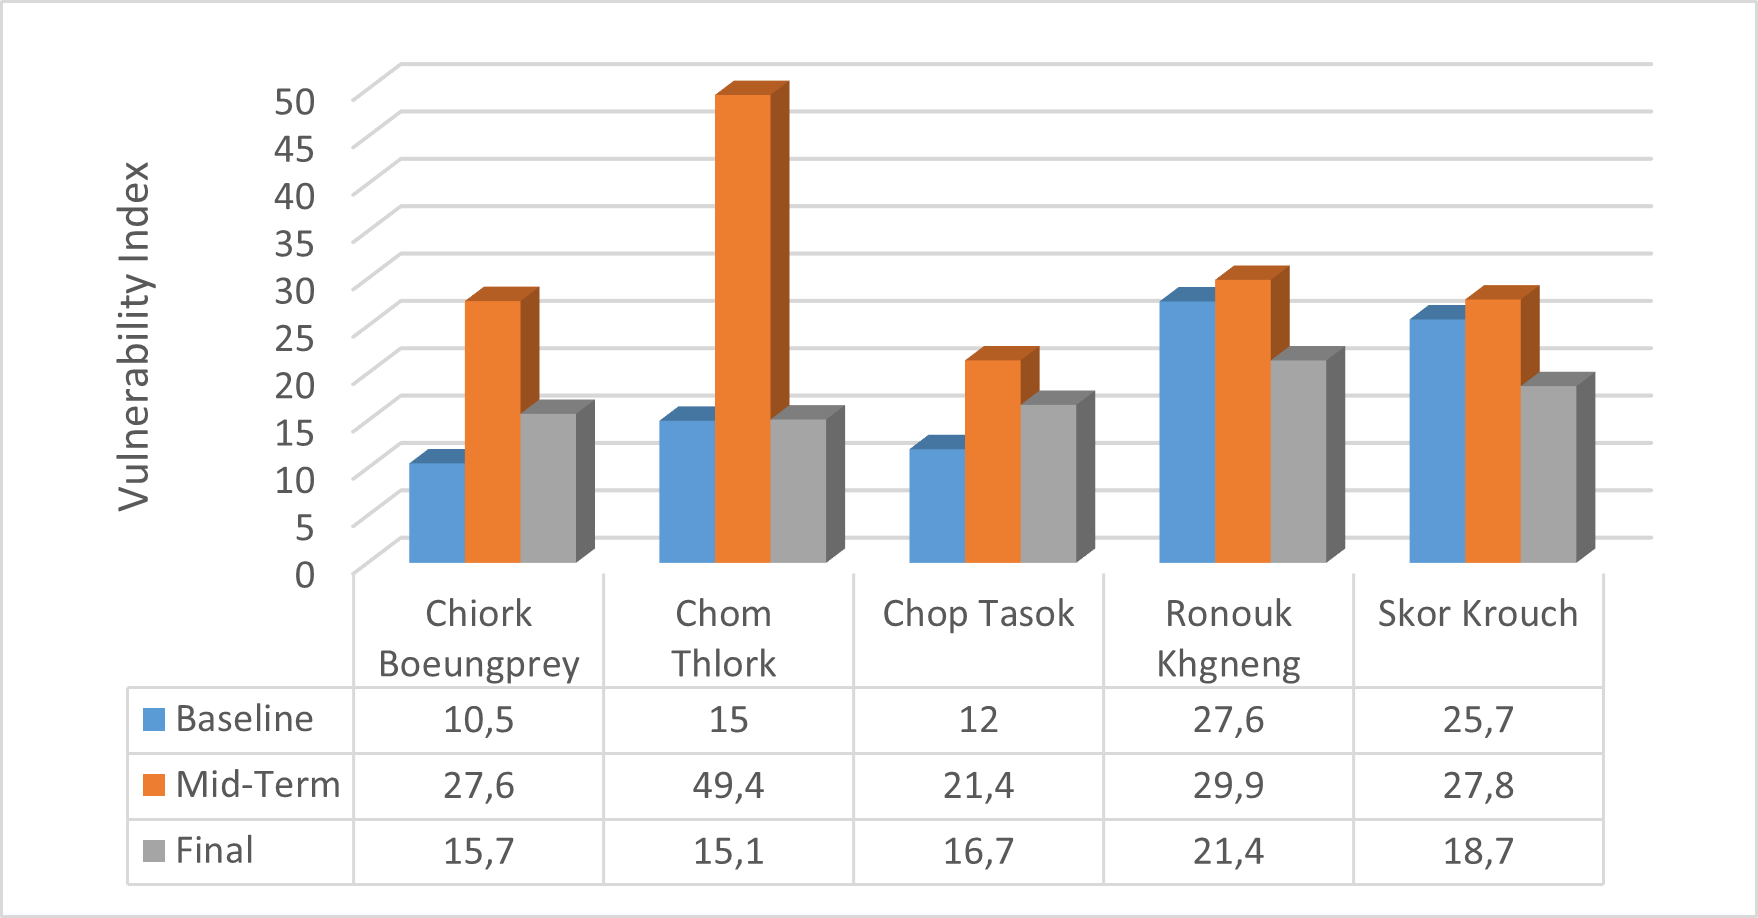 Vulnerability Index
50
45
40
35
30
25
20
15
10
5
0
Chiork Boeungprey
Chom Thlork
Chop Tasok
Ronouk Khgneng
Skor Krouch
Baseline 10,5 15 12 27,6 25,7
Mid-Term 27,6 49,4 21,4 29,9 27,8
Final 15,7 15,1 16,7 21,4 18,7